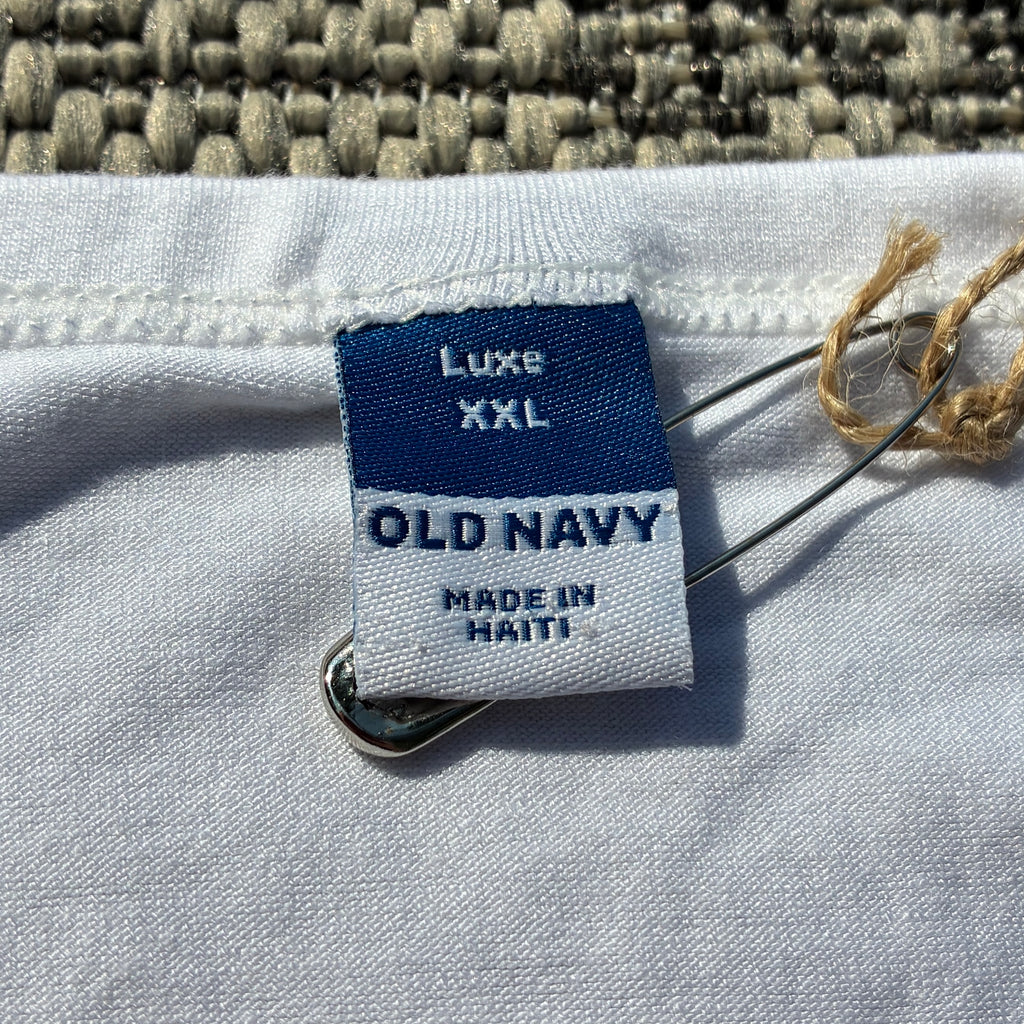 Luxe
XXL
OLD NAVY
MADE IN
HAITI